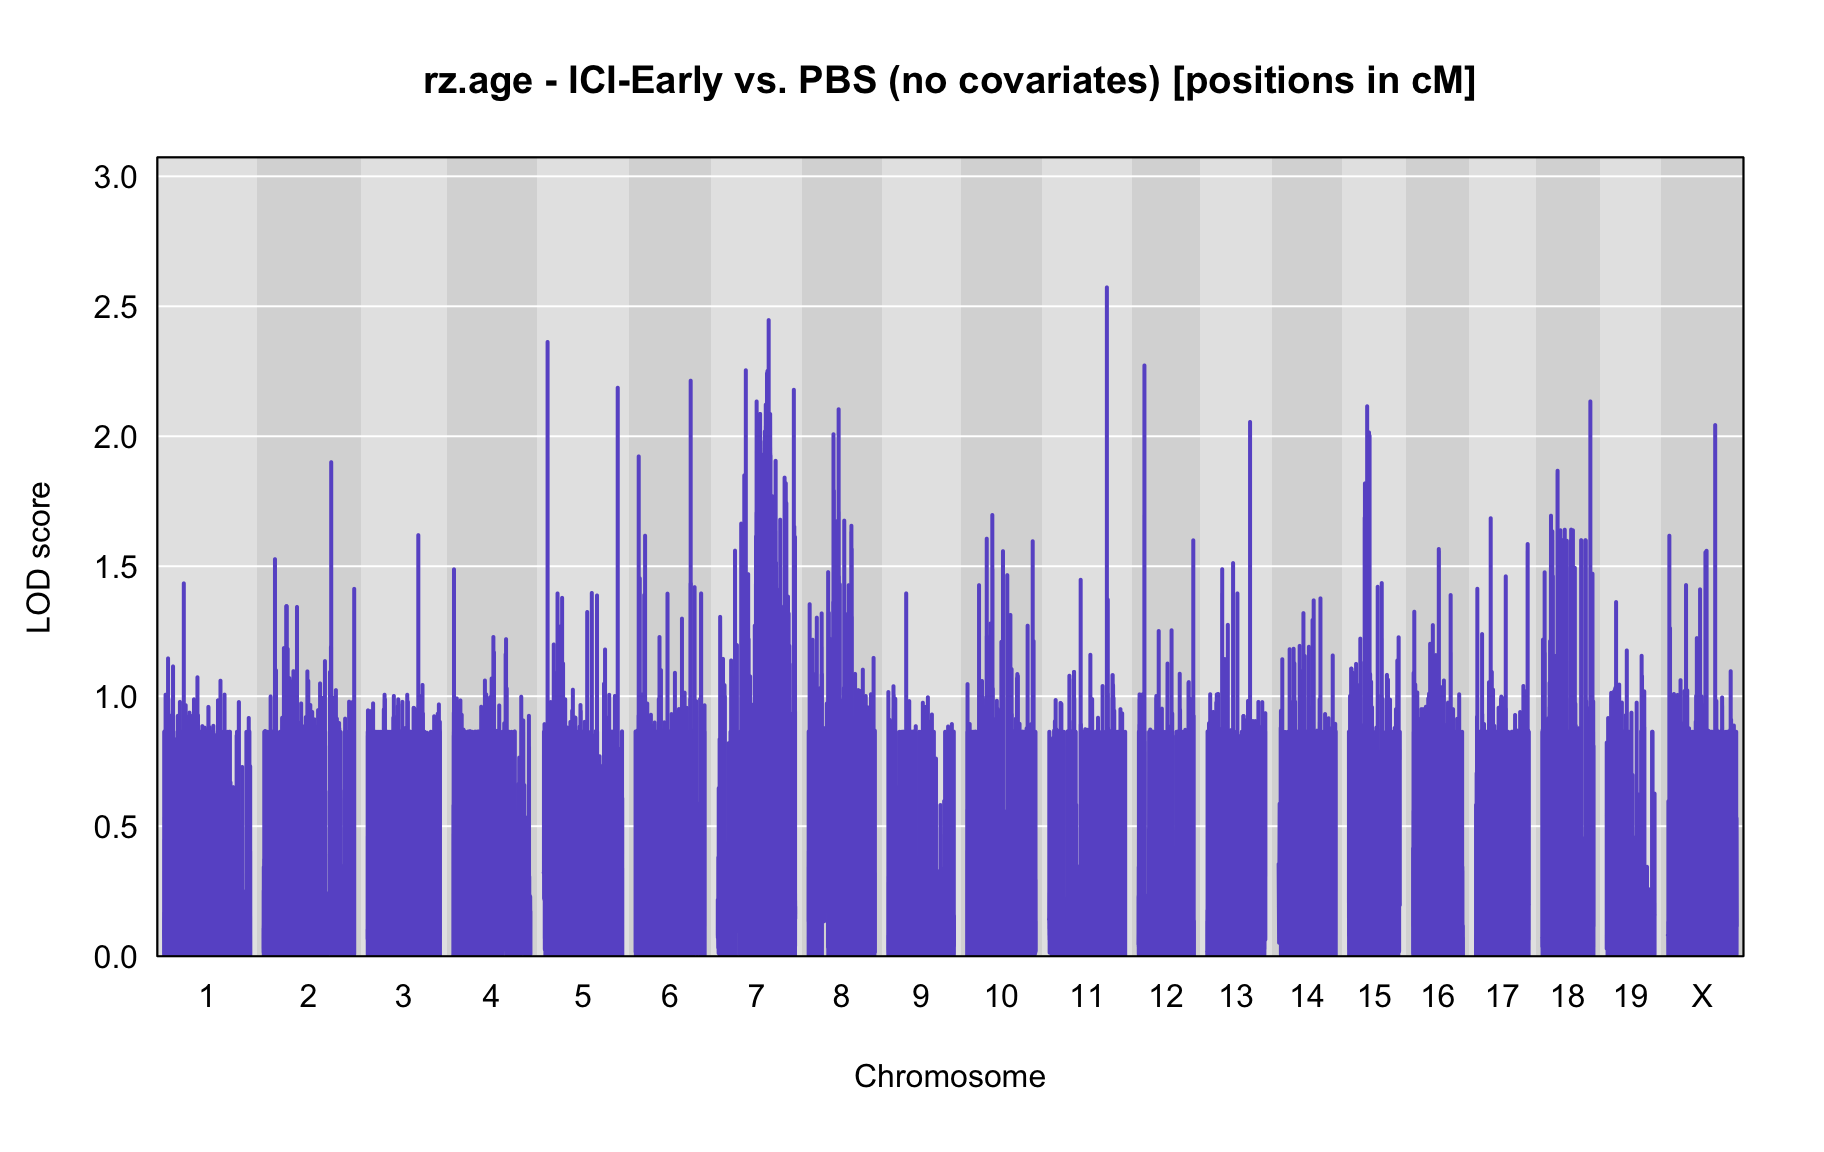 rz.age - ICI-Early vs. PBS (no covariates) [positions in cM]
3.0
2.5
2.0
1.5
1.0
0.5
0.0
LOD score
1 2 3 4 5 6 7 8 9 10 11 12 13 14 15 16 17 18 19 X
Chromosome